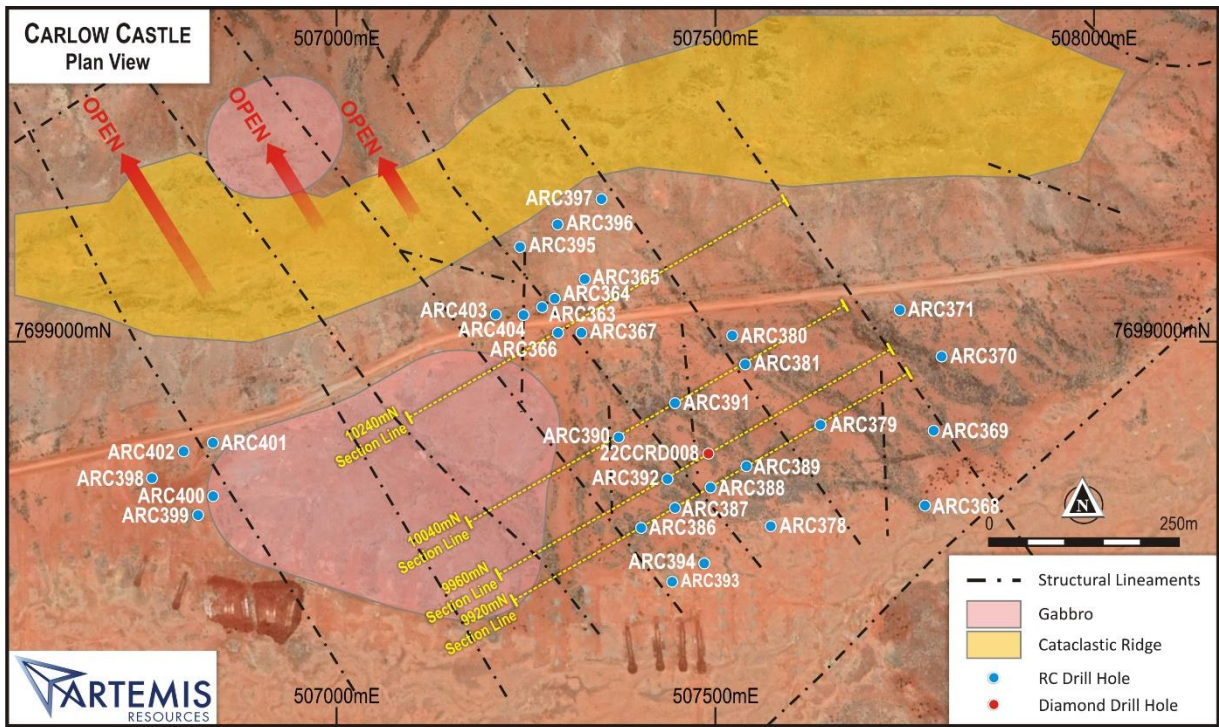 CARLOW CASTLE
Plan View
507000mE
507500mE
508000mE
OPEN
OPEN
OPEN
ARC397
ARC396
ARC395
ARC365
ARC364
ARC403
ARC363
ARC404
ARC366
ARC367
ARC371
7699000mN
7699000mN
ARC380
ARC370
ARC381
ARC391
10240mN
Section Line
ARC379
ARC369
ARC390
ARC401
ARC402
22CCRD008
ARC389
ARC398
ARC392
ARC388
ARC400
ARC387
ARC368
ARC399
ARC386
ARC378
10040mN
Section Line
N
0
250m
ARC394
ARC393
9960mN
Section Line
9920mN
Section Line
Structural Lineaments
Gabbro
Cataclastic Ridge
RC Drill Hole
Diamond Drill Hole
ARTEMIS
RESOURCES
507000mE
507500mE